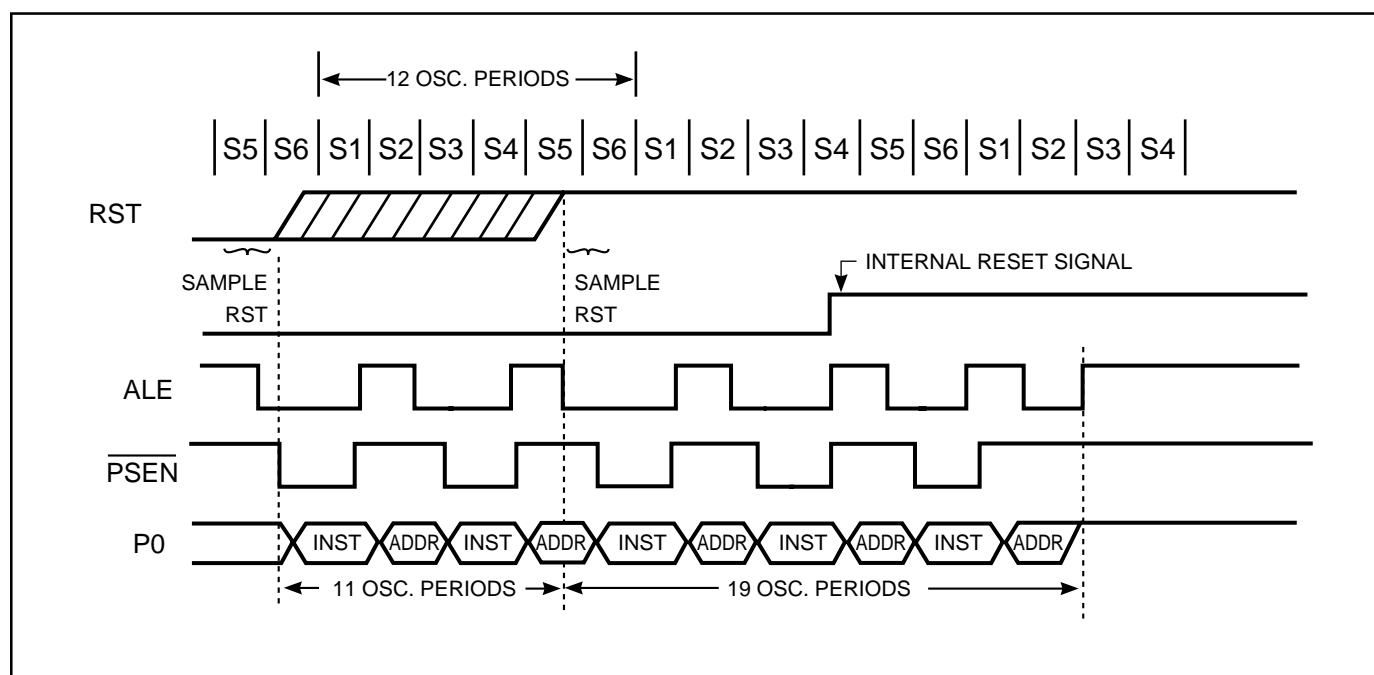 12 OSC. PERIODS
S5 S6 S1 S2 S3 S4 S5 S6 S1 S2 S3 S4 S5 S6 S1 S2 S3 S4
RST
SAMPLE
RST
SAMPLE
RST
INTERNAL RESET SIGNAL
ALE
PSEN
P0
INST ADDR INST ADDR INST ADDR INST ADDR INST ADDR
11 OSC. PERIODS
19 OSC. PERIODS